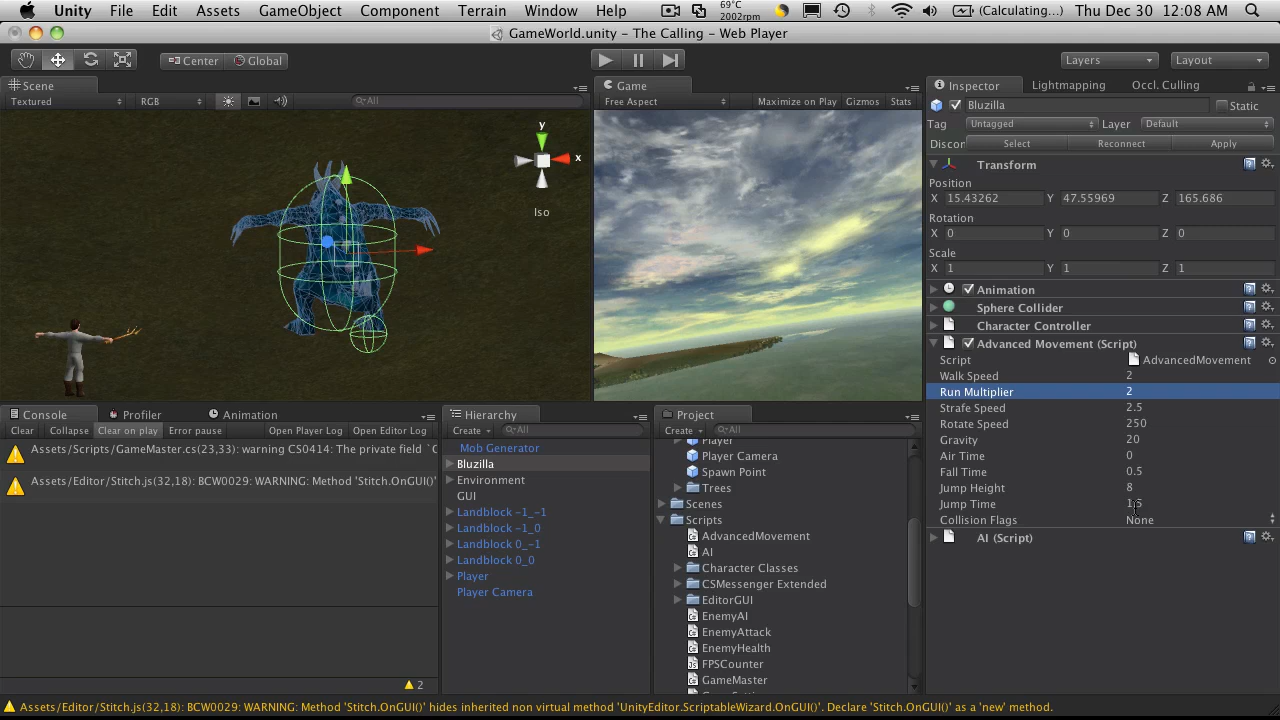 Unity File Edit Assets GameObject Component Terrain Window Help 69°C 2002rpm (Calculating...) Thu Dec 30 12:08 AM
GameWorld.unity – The Calling – Web Player
Center Global Layers Layout
Scene
Textured RGB All
y
x
Iso
Game
Free Aspect Maximize on Play Gizmos Stats
Inspector Lightmapping Occl. Culling
Bluzilla Static
Tag Untagged Layer Default
Discon Select Reconnect Apply
Transform
Position
X 15.43262 Y 47.55969 Z 165.686
Rotation
X 0 Y 0 Z 0
Scale
X 1 Y 1 Z 1
Animation
Sphere Collider
Character Controller
Advanced Movement (Script)
Script AdvancedMovement
Walk Speed 2
Run Multiplier 2
Strafe Speed 2.5
Rotate Speed 250
Gravity 20
Air Time 0
Fall Time 0.5
Jump Height 8
Jump Time 1.5
Collision Flags None
AI (Script)
Console Profiler Animation
Clear Collapse Clear on play Error pause Open Player Log Open Editor Log
Assets/Scripts/GameMaster.cs(23,33): warning CS0414: The private field `
Assets/Editor/Stitch.js(32,18): BCW0029: WARNING: Method 'Stitch.OnGUI()'
2
Hierarchy
Create All
Mob Generator
Bluzilla
Environment
GUI
Landblock -1_-1
Landblock -1_0
Landblock 0_-1
Landblock 0_0
Player
Player Camera
Project
Create All
Player
Player Camera
Spawn Point
Trees
Scenes
Scripts
AdvancedMovement
AI
Character Classes
CSMessenger Extended
EditorGUI
EnemyAI
EnemyAttack
EnemyHealth
FPSCounter
GameMaster
Assets/Editor/Stitch.js(32,18): BCW0029: WARNING: Method 'Stitch.OnGUI()' hides inherited non virtual method 'UnityEditor.ScriptableWizard.OnGUI()'. Declare 'Stitch.OnGUI()' as a 'new' method.